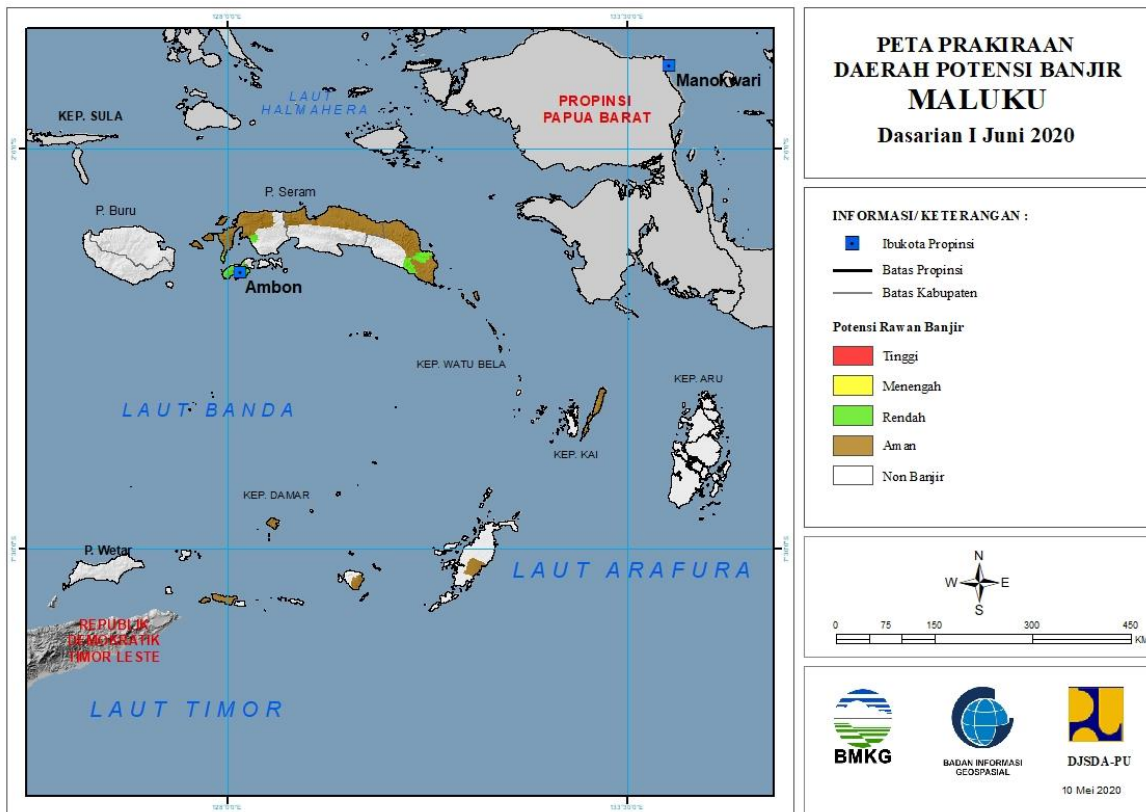 PETA PRAKIRAAN
DAERAH POTENSI BANJIR
MALUKU
Dasarian I Juni 2020
Manokwari
LAUT
HALMAHERA
PROPINSI
PAPUA BARAT
KEP. SULA
P. Seram
P. Buru
Ambon
KEP. WATU BELA
KEP. ARU
LAUT BANDA
KEP. KAI
KEP. DAMAR
P. Wetar
LAUT ARAFURA
REPUBLIK
DEMOKRATIK
TIMOR LESTE
LAUT TIMOR
INFORMASI/ KETERANGAN :
Ibukota Propinsi
Batas Propinsi
Batas Kabupaten
Potensi Rawan Banjir
Tinggi
Menengah
Rendah
Aman
Non Banjir
N
W E
S
0 75 150 300 450
KM
BMKG
BADAN INFORMASI
GEOSPASIAL
DJSDA-PU
10 Mei 2020